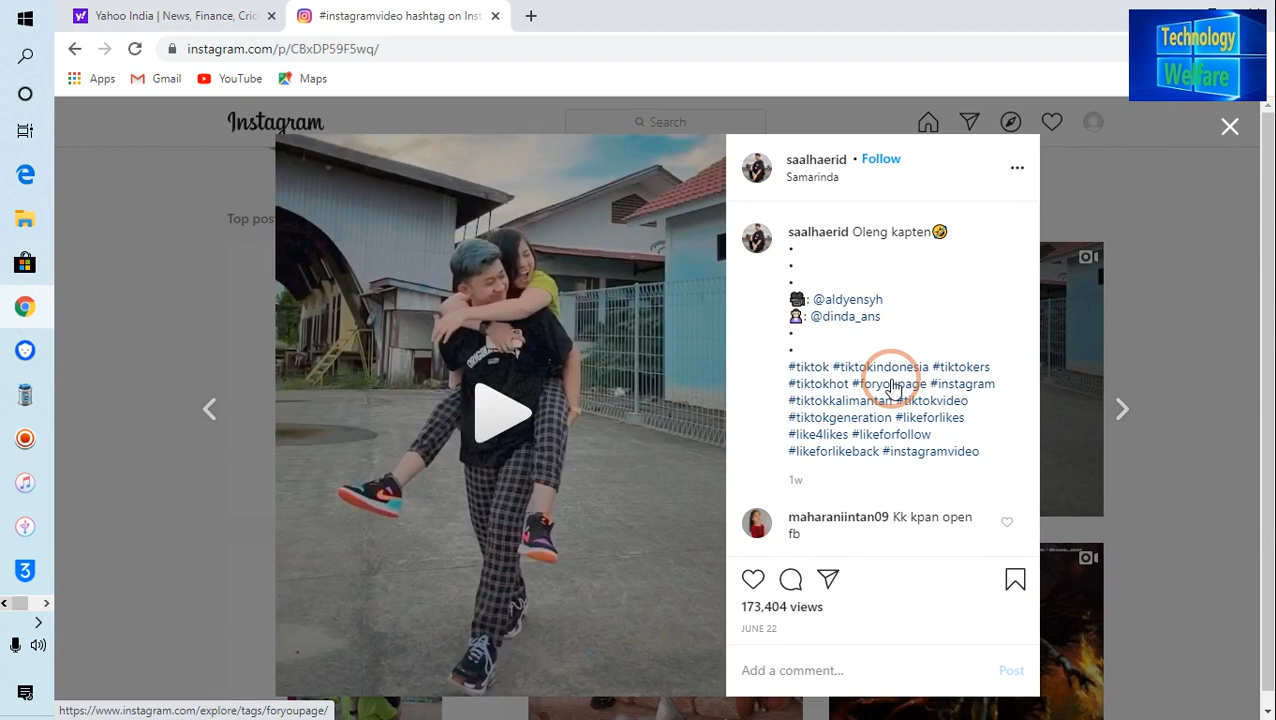 Yahoo India | News, Finance, Cric
#instagramvideo hashtag on Inst
instagram.com/p/CBxDP59F5wq/
Apps
Gmail
YouTube
Maps
Technology
Welfare
Instagram
Search
Top pos
saalhaerid • Follow
Samarinda
saalhaerid Oleng kapten🤣
•
•
•
🎥: @aldyensyh
: @dinda_ans
•
•
#tiktok #tiktokindonesia #tiktokers
#tiktokhot #foryoupage #instagram
#tiktokkalimantan #tiktokvideo
#tiktokgeneration #likeforlikes
#like4likes #likeforfollow
#likeforlikeback #instagramvideo
1w
maharaniintan09 Kk kpan open
fb
173,404 views
JUNE 22
Add a comment...
Post
https://www.instagram.com/explore/tags/foryoupage/